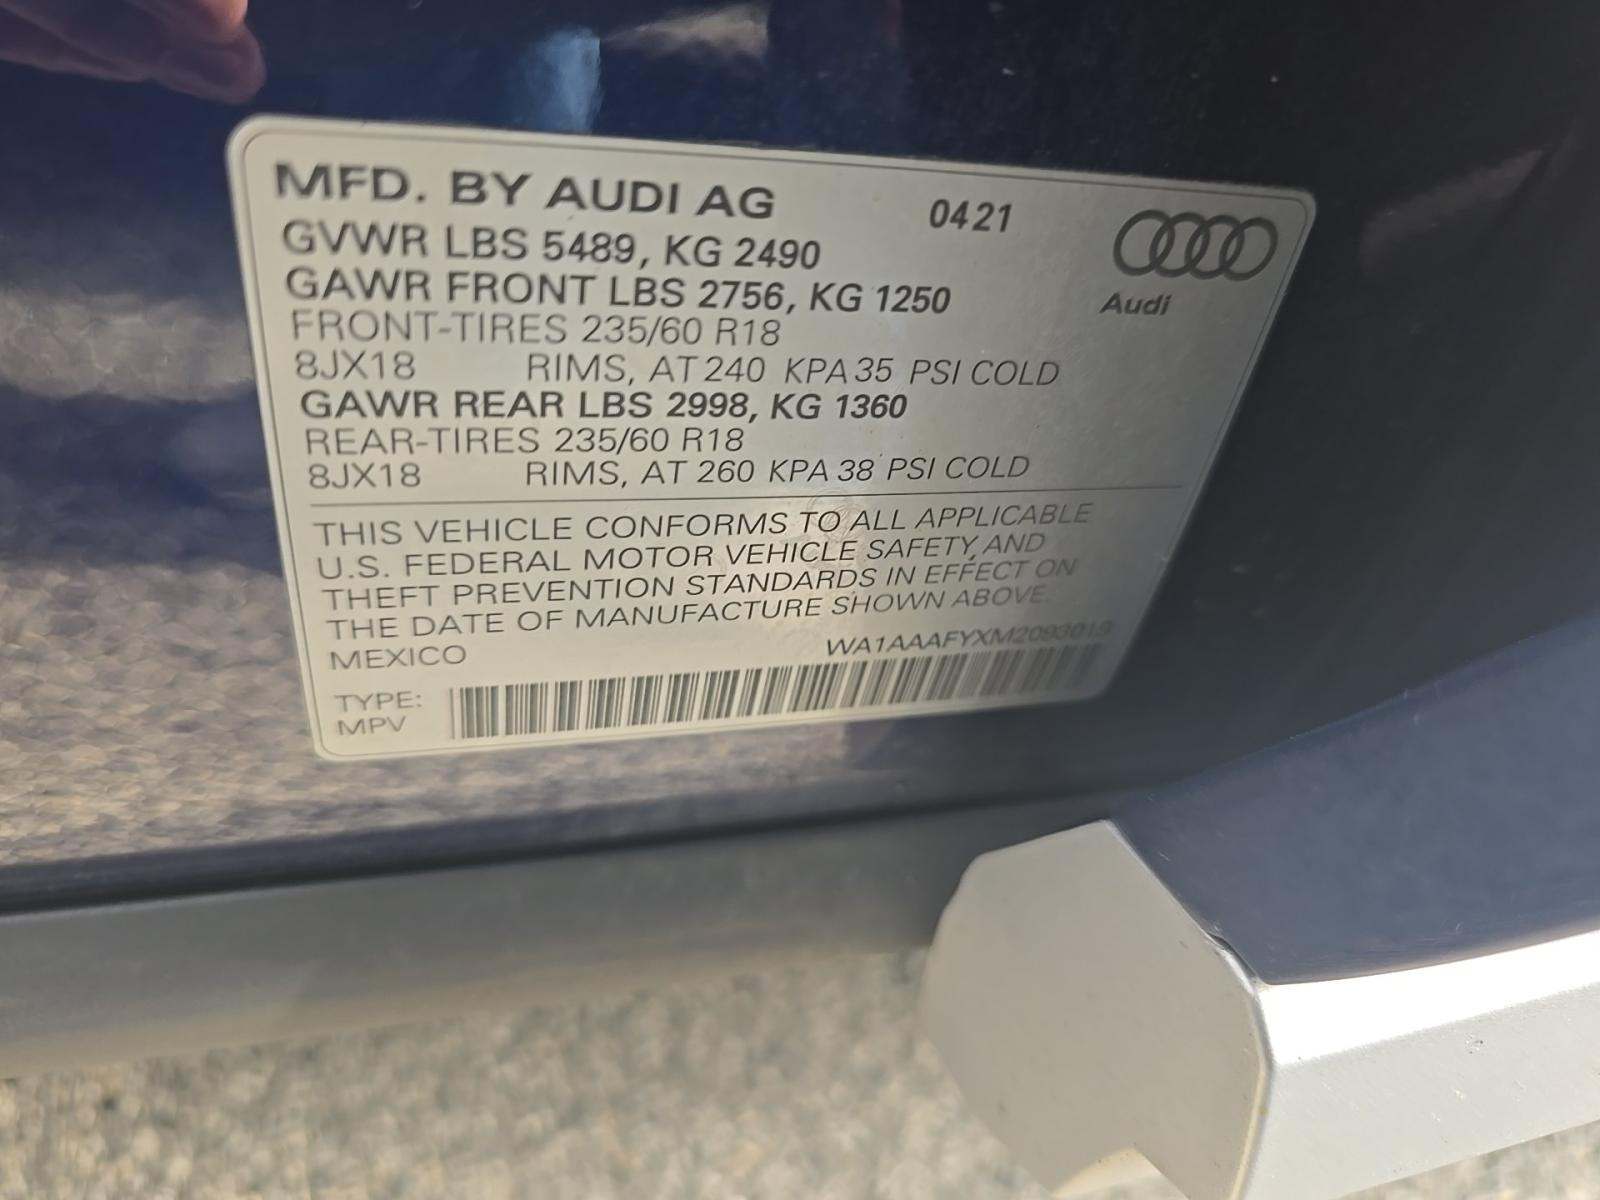 MFD. BY AUDI AG 0421
GVWR LBS 5489, KG 2490
GAWR FRONT LBS 2756, KG 1250
Audi
FRONT-TIRES 235/60 R18
8JX18 RIMS, AT 240 KPA 35 PSI COLD
GAWR REAR LBS 2998, KG 1360
REAR-TIRES 235/60 R18
8JX18 RIMS, AT 260 KPA 38 PSI COLD
THIS VEHICLE CONFORMS TO ALL APPLICABLE
U.S. FEDERAL MOTOR VEHICLE SAFETY, AND
THEFT PREVENTION STANDARDS IN EFFECT ON
THE DATE OF MANUFACTURE SHOWN ABOVE.
MEXICO
TYPE:
MPV